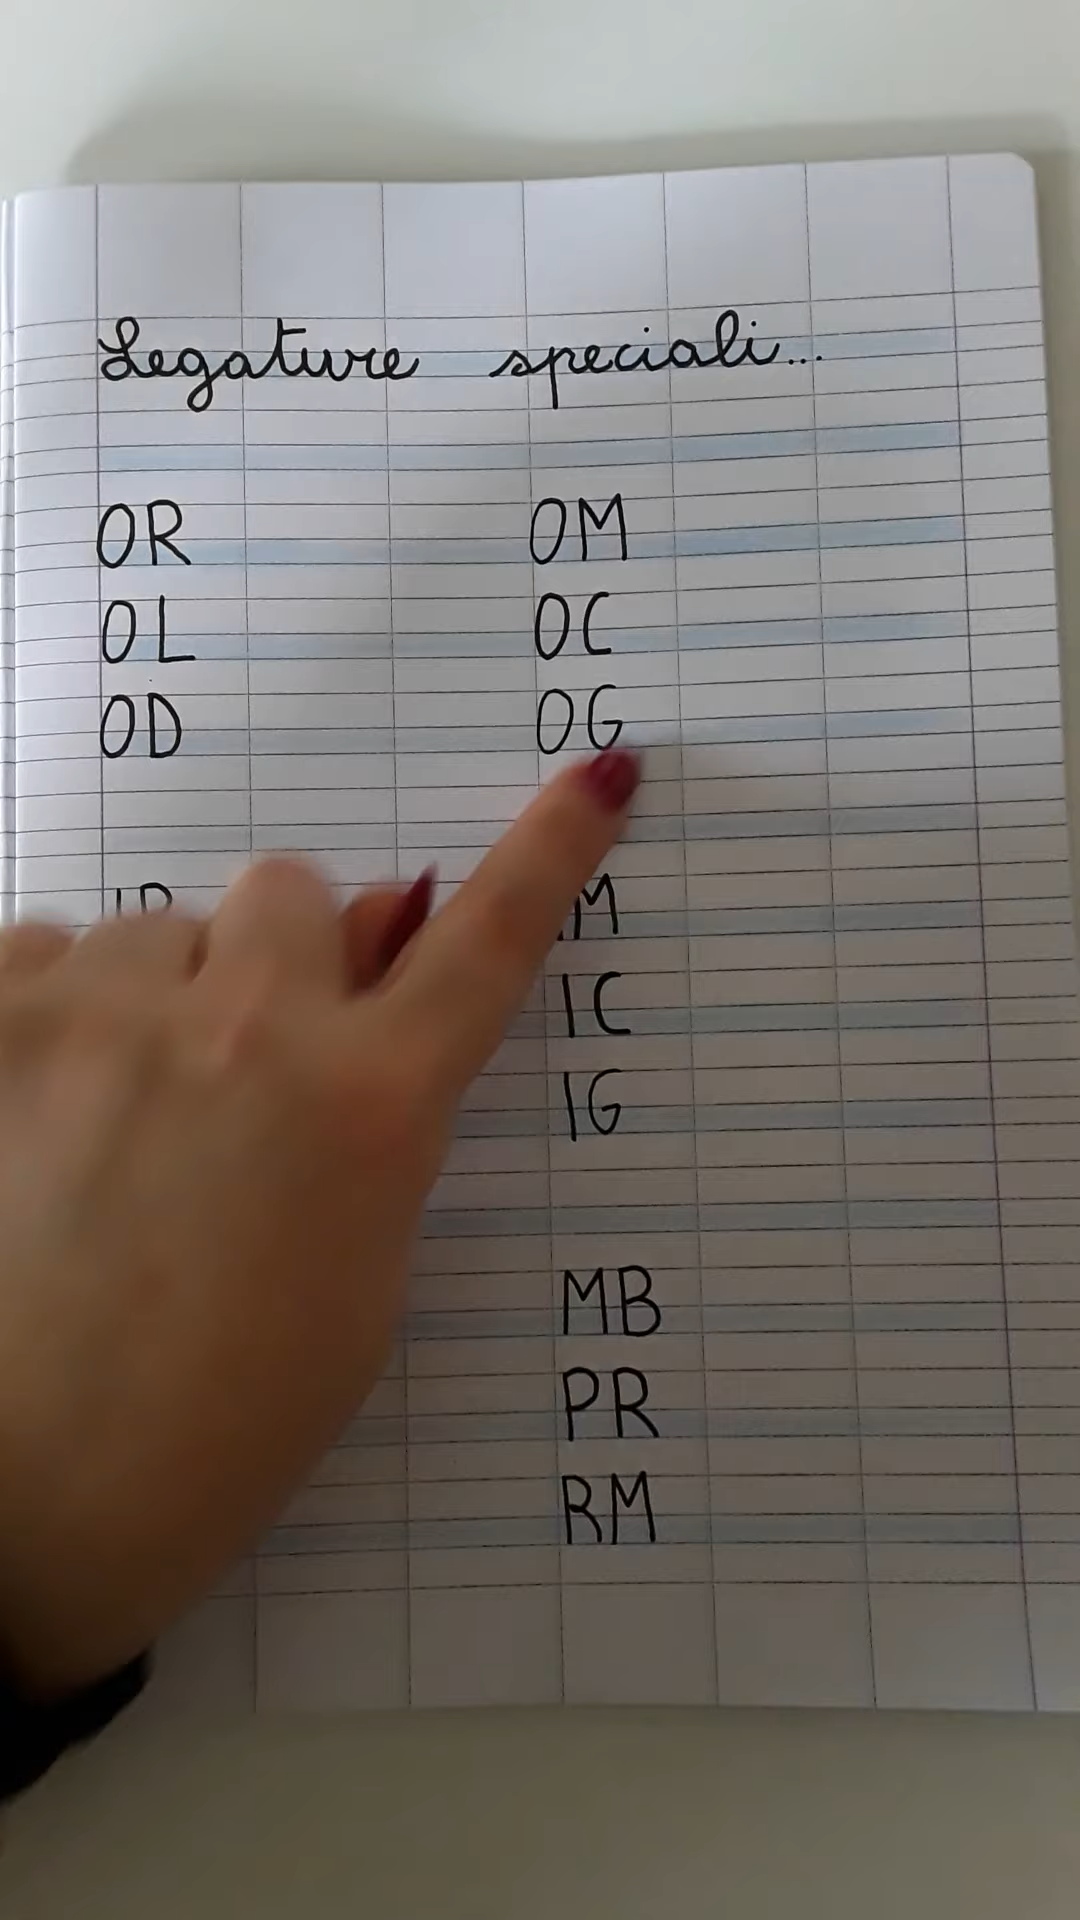 Legature speciali...
OR OM
OL OC
OD OG
IC
IG
MB
PR
RM